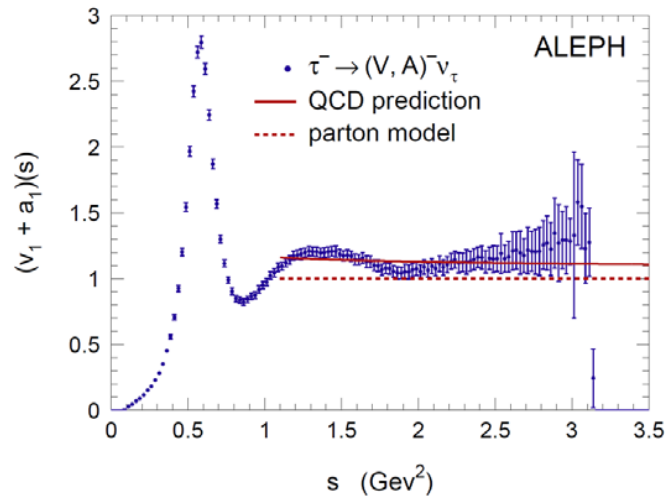 ALEPH
τ⁻ → (V, A)⁻ ν_τ
QCD prediction
parton model
(v₁ + a₁)(s)
3
2.5
2
1.5
1
0.5
0
0 0.5 1 1.5 2 2.5 3 3.5
s (Gev²)